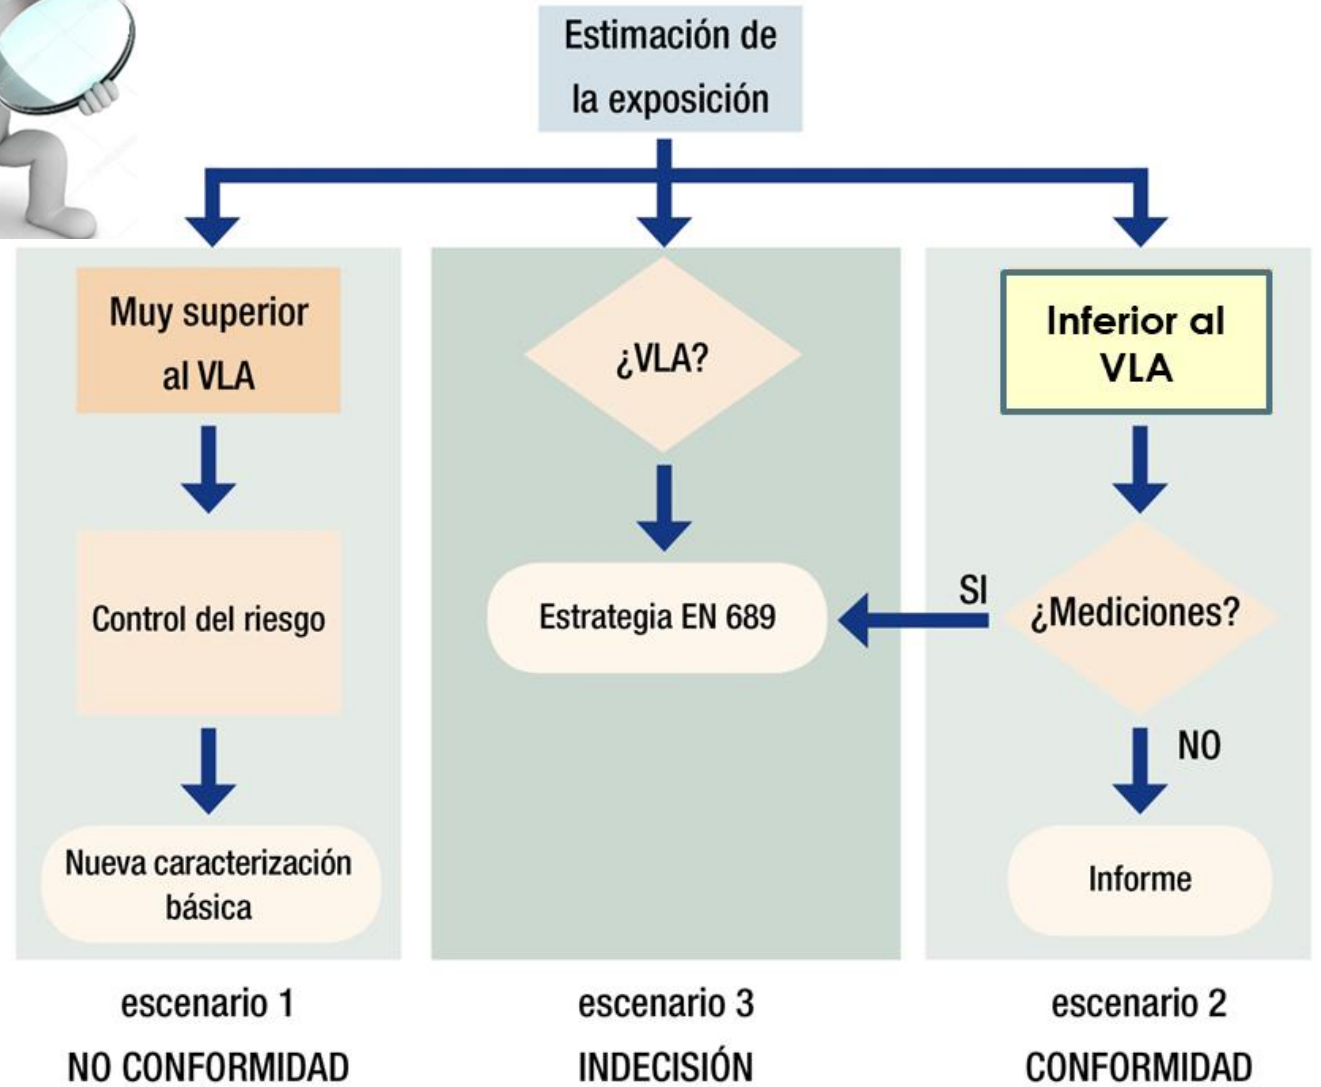 Estimación de
la exposición
Muy superior
al VLA
¿VLA?
Inferior al
VLA
Control del riesgo
Estrategia EN 689
SI
¿Mediciones?
NO
Nueva caracterización
básica
Informe
escenario 1
NO CONFORMIDAD
escenario 3
INDECISIÓN
escenario 2
CONFORMIDAD